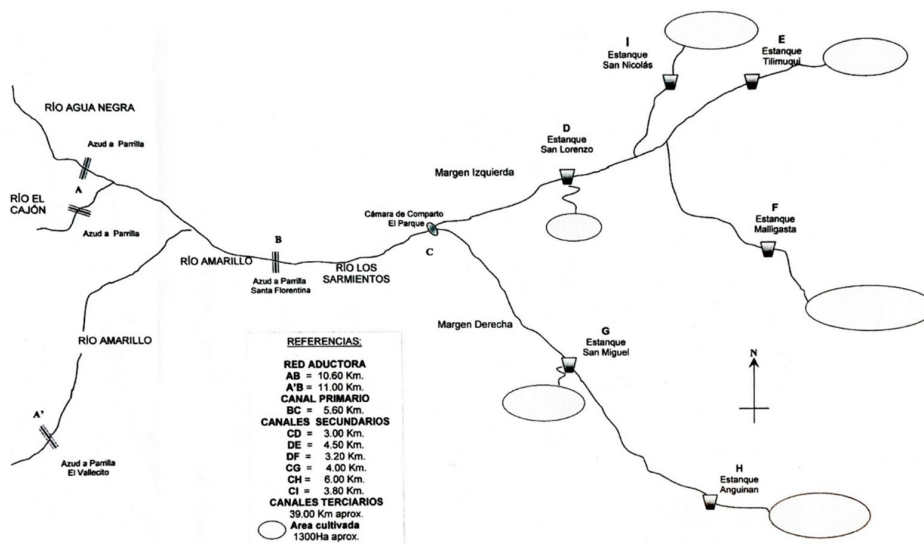 I
Estanque
San Nicolás
E
Estanque
Tilimuqui
RÍO AGUA NEGRA
Azud a Parrilla
A
RÍO EL
CAJÓN
Azud a Parrilla
D
Estanque
San Lorenzo
Margen Izquierda
Cámara de Comparto
El Parque
C
B
RÍO AMARILLO
Azud a Parrilla
Santa Florentina
RÍO LOS
SARMIENTOS
F
Estanque
Malligasta
RÍO AMARILLO
Margen Derecha
G
Estanque
San Miguel
N
A'
Azud a Parrilla
El Vallecito
H
Estanque
Anguinan
REFERENCIAS:
RED ADUCTORA
AB = 10.60 Km.
A'B = 11.00 Km.
CANAL PRIMARIO
BC = 5.60 Km.
CANALES SECUNDARIOS
CD = 3.00 Km.
DE = 4.50 Km.
DF = 3.20 Km.
CG = 4.00 Km.
CH = 6.00 Km.
CI = 3.80 Km.
CANALES TERCIARIOS
39.00 Km aprox.
Area cultivada
1300Ha aprox.